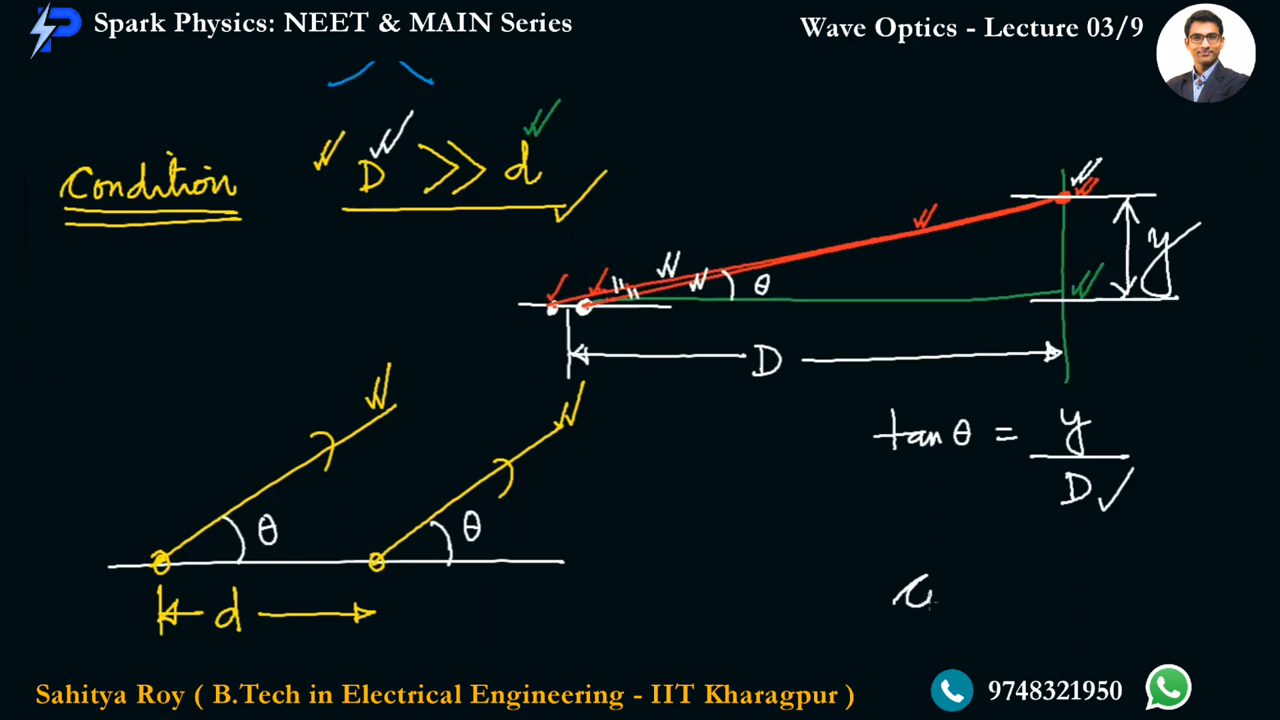 Spark Physics: NEET & MAIN Series
Wave Optics - Lecture 03/9
Condition
D >> d
y
θ
D
tan θ = y / D
θ
θ
d
Sahitya Roy ( B.Tech in Electrical Engineering - IIT Kharagpur )
9748321950